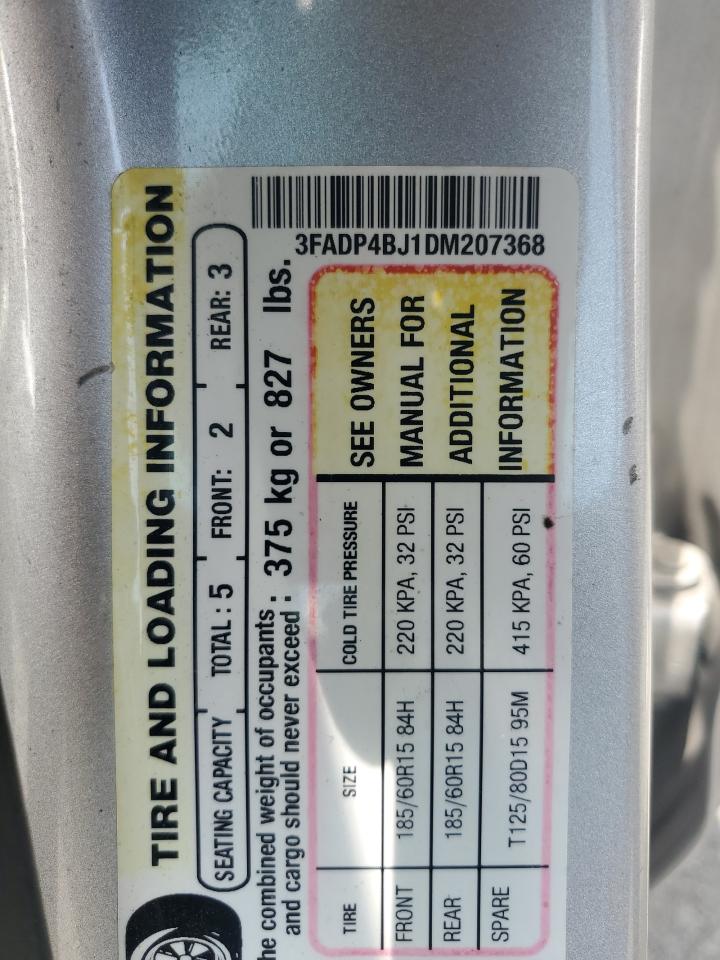 3FADP4BJ1DM207368
TIRE AND LOADING INFORMATION
SEATING CAPACITY TOTAL : 5 FRONT: 2 REAR: 3
he combined weight of occupants
and cargo should never exceed : 375 kg or 827 lbs.
TIRE SIZE COLD TIRE PRESSURE
FRONT 185/60R15 84H 220 KPA, 32 PSI
REAR 185/60R15 84H 220 KPA, 32 PSI
SPARE T125/80D15 95M 415 KPA, 60 PSI
SEE OWNERS
MANUAL FOR
ADDITIONAL
INFORMATION